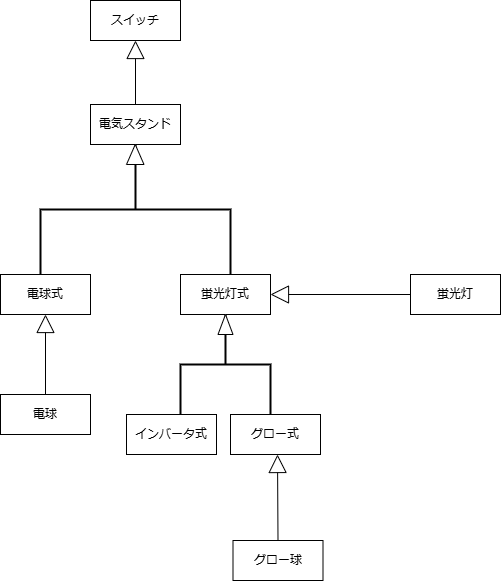 スイッチ
電気スタンド
電球式
蛍光灯式
蛍光灯
電球
インバータ式
グロー式
グロー球